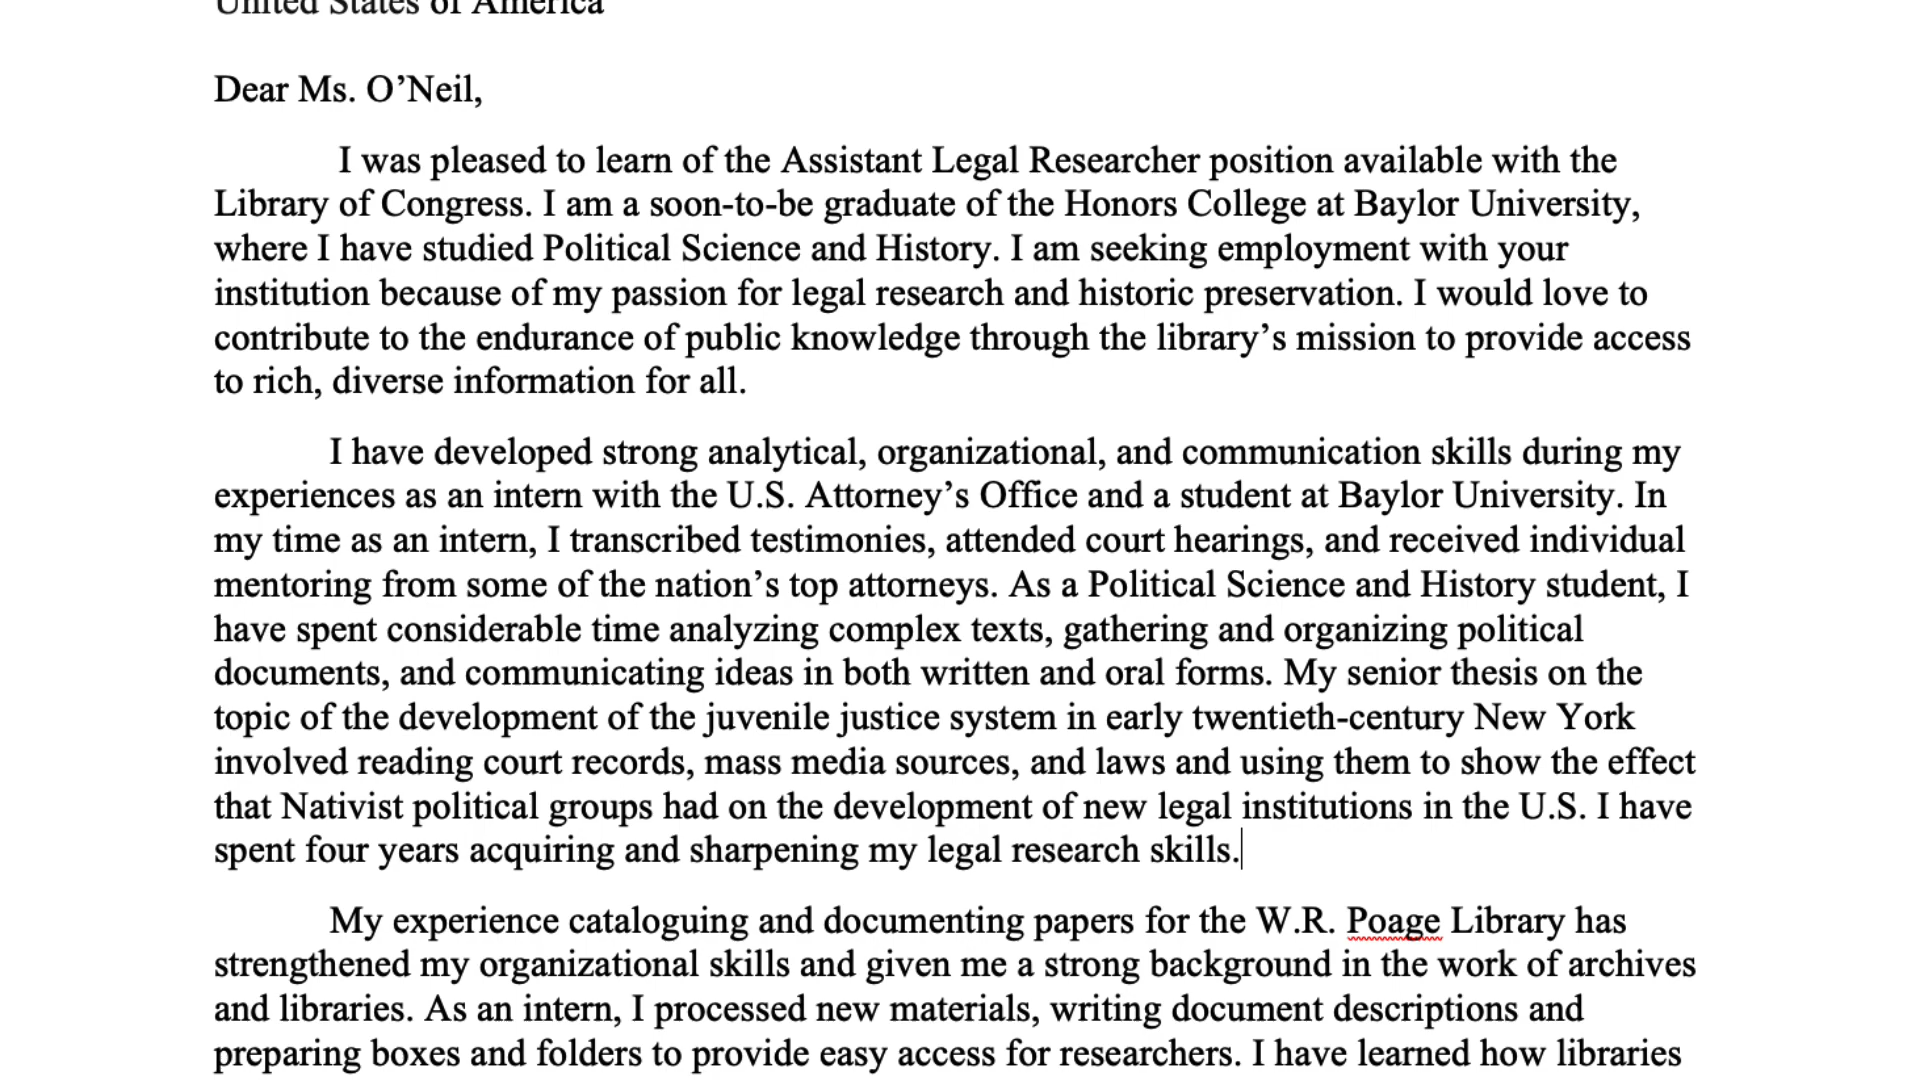 United States of America
Dear Ms. O’Neil,
I was pleased to learn of the Assistant Legal Researcher position available with the
Library of Congress. I am a soon-to-be graduate of the Honors College at Baylor University,
where I have studied Political Science and History. I am seeking employment with your
institution because of my passion for legal research and historic preservation. I would love to
contribute to the endurance of public knowledge through the library’s mission to provide access
to rich, diverse information for all.
I have developed strong analytical, organizational, and communication skills during my
experiences as an intern with the U.S. Attorney’s Office and a student at Baylor University. In
my time as an intern, I transcribed testimonies, attended court hearings, and received individual
mentoring from some of the nation’s top attorneys. As a Political Science and History student, I
have spent considerable time analyzing complex texts, gathering and organizing political
documents, and communicating ideas in both written and oral forms. My senior thesis on the
topic of the development of the juvenile justice system in early twentieth-century New York
involved reading court records, mass media sources, and laws and using them to show the effect
that Nativist political groups had on the development of new legal institutions in the U.S. I have
spent four years acquiring and sharpening my legal research skills.
My experience cataloguing and documenting papers for the W.R. Poage Library has
strengthened my organizational skills and given me a strong background in the work of archives
and libraries. As an intern, I processed new materials, writing document descriptions and
preparing boxes and folders to provide easy access for researchers. I have learned how libraries